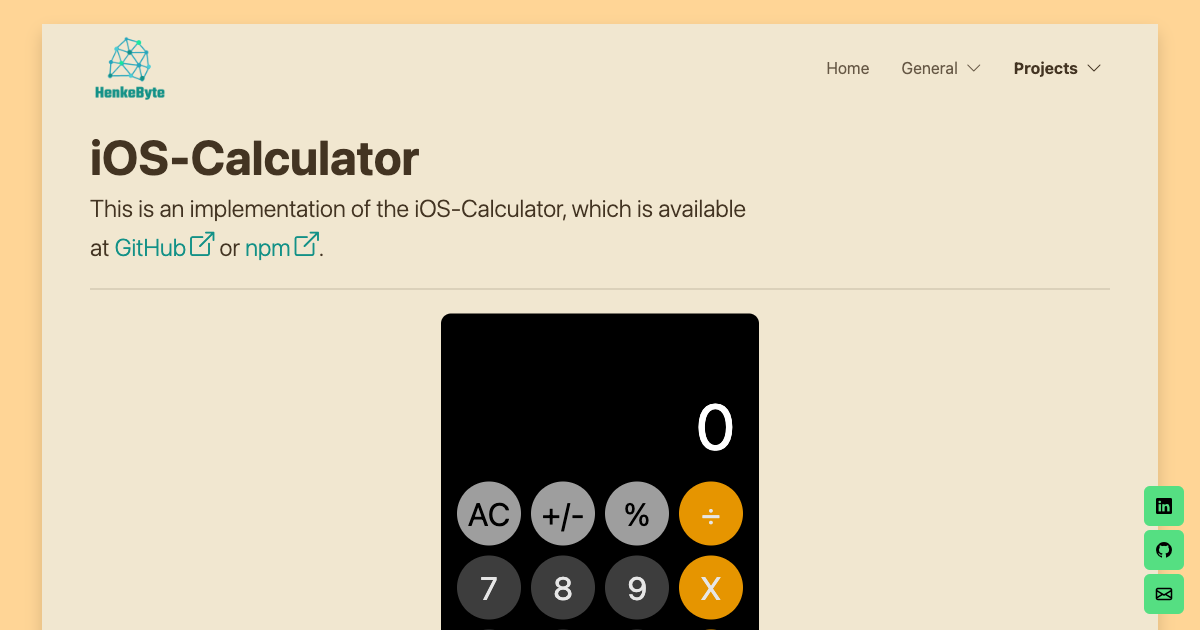 HenkeByte
Home General Projects
iOS-Calculator
This is an implementation of the iOS-Calculator, which is available
at GitHub or npm.
0
AC +/- % ÷
7 8 9 X